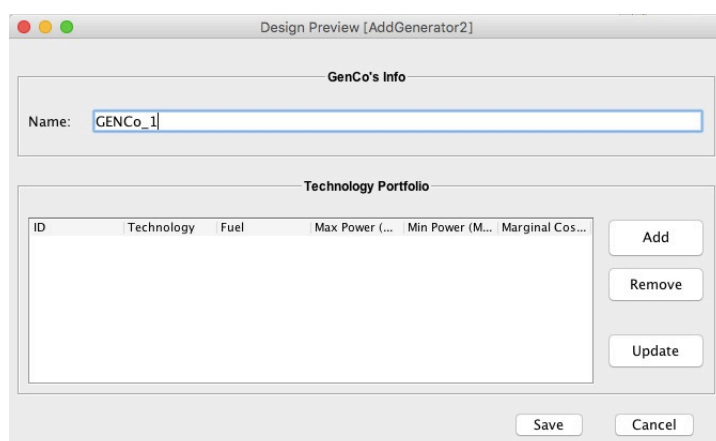 Design Preview [AddGenerator2]
GenCo's Info
Name: GENCo_1
Technology Portfolio
ID Technology Fuel Max Power (... Min Power (M... Marginal Cos...
Add
Remove
Update
Save Cancel